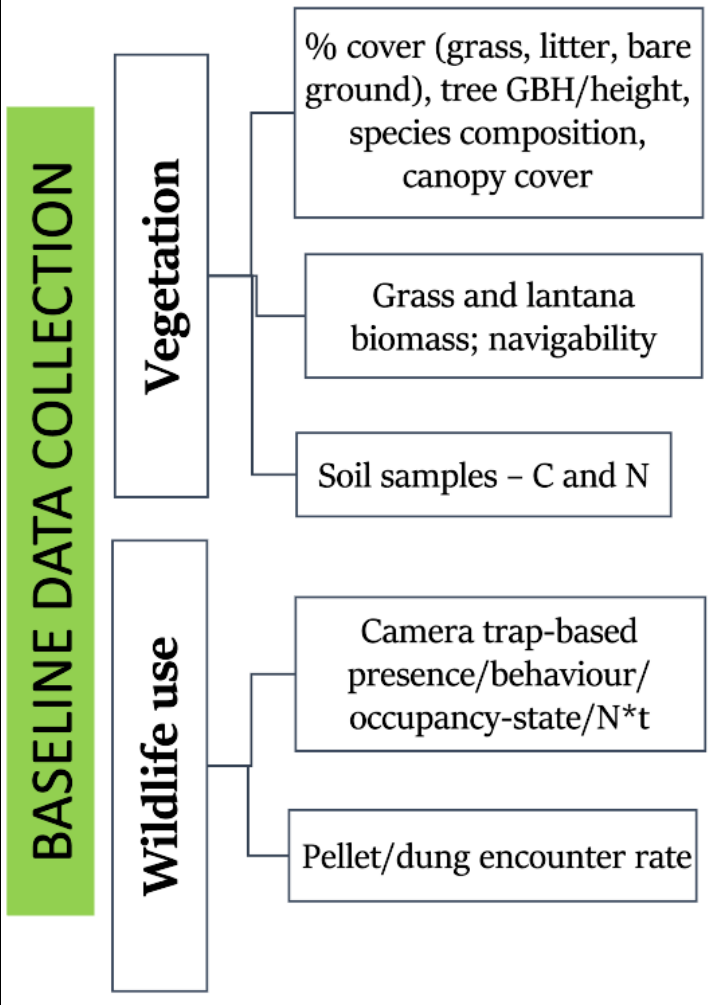 BASELINE DATA COLLECTION
Vegetation
% cover (grass, litter, bare
ground), tree GBH/height,
species composition,
canopy cover
Grass and lantana
biomass; navigability
Soil samples – C and N
Wildlife use
Camera trap-based
presence/behaviour/
occupancy-state/N*t
Pellet/dung encounter rate